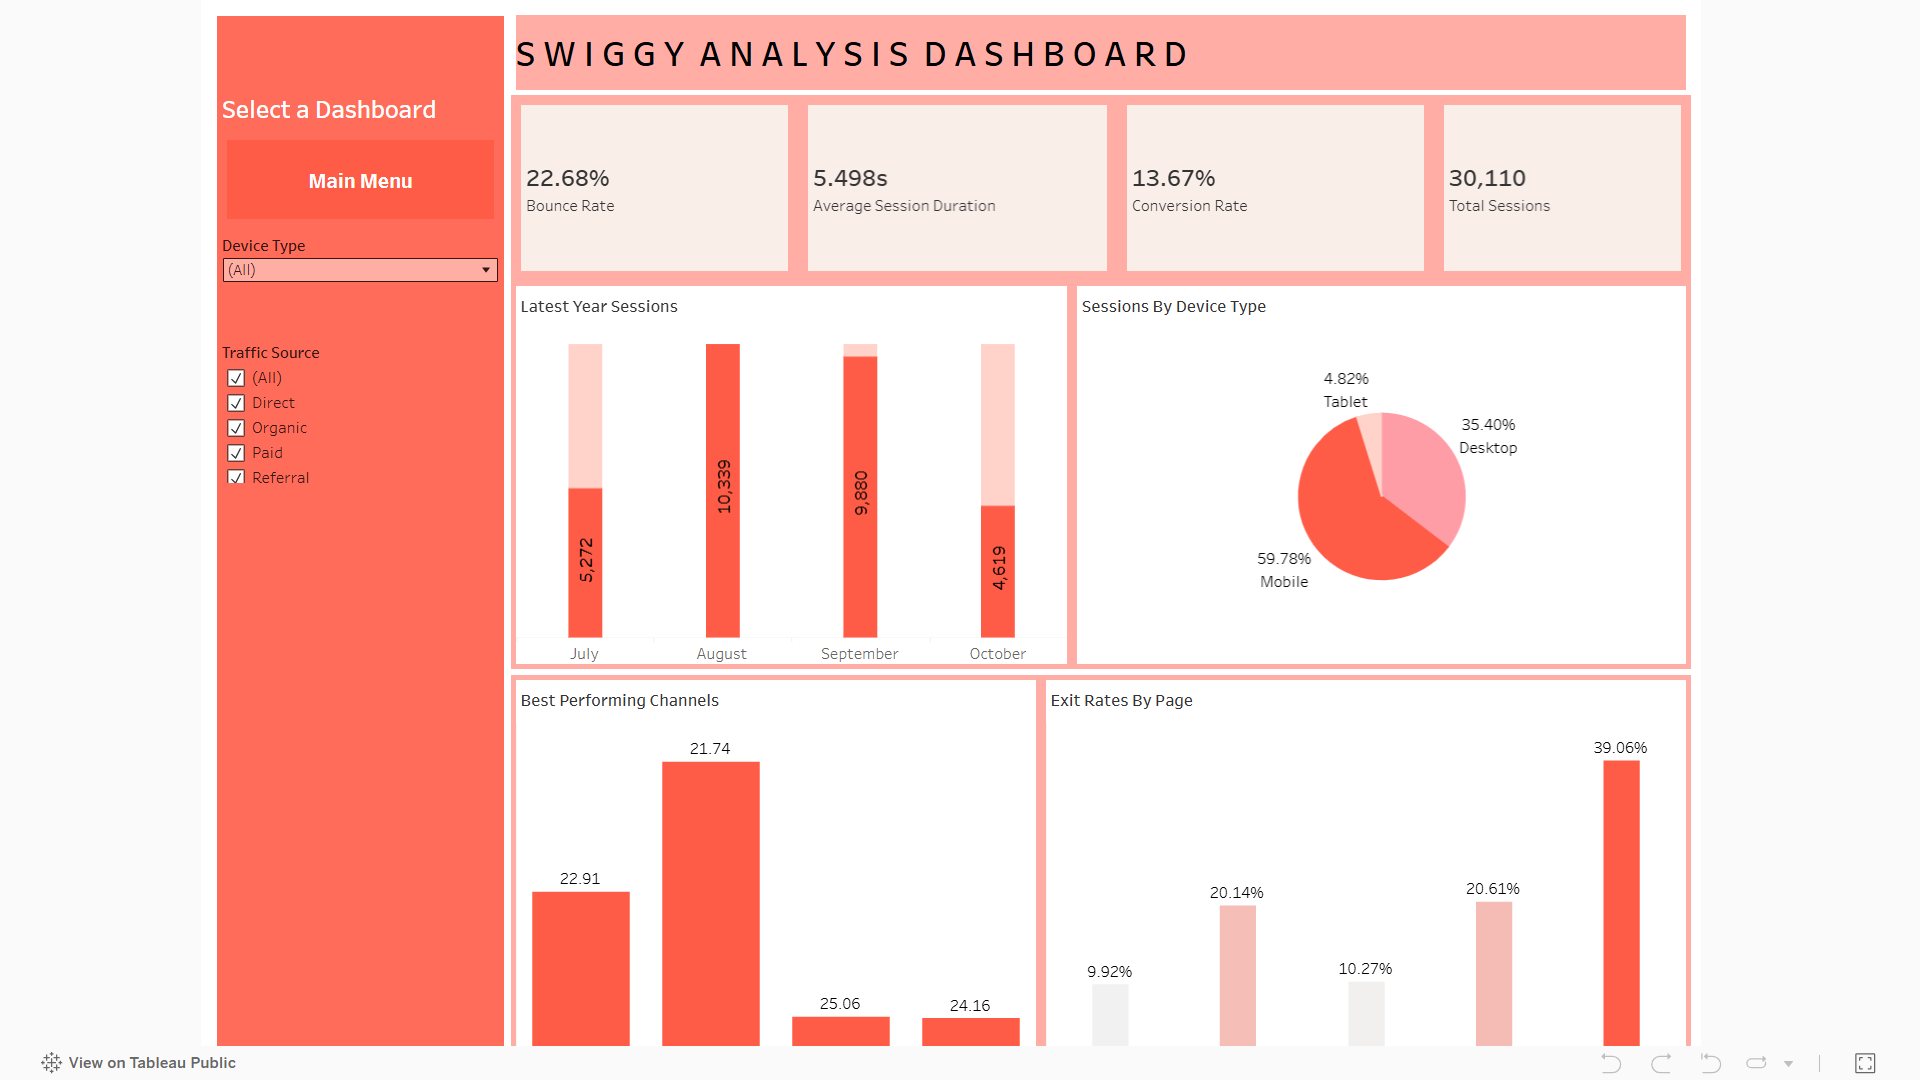 SWIGGY ANALYSIS DASHBOARD
Select a Dashboard
Main Menu
Device Type
(All)
Traffic Source
(All)
Direct
Organic
Paid
Referral
22.68%
Bounce Rate
5.498s
Average Session Duration
13.67%
Conversion Rate
30,110
Total Sessions
Latest Year Sessions
5,272
10,339
9,880
4,619
July
August
September
October
Sessions By Device Type
4.82%
Tablet
35.40%
Desktop
59.78%
Mobile
Best Performing Channels
22.91
21.74
25.06
24.16
Exit Rates By Page
9.92%
20.14%
10.27%
20.61%
39.06%
View on Tableau Public